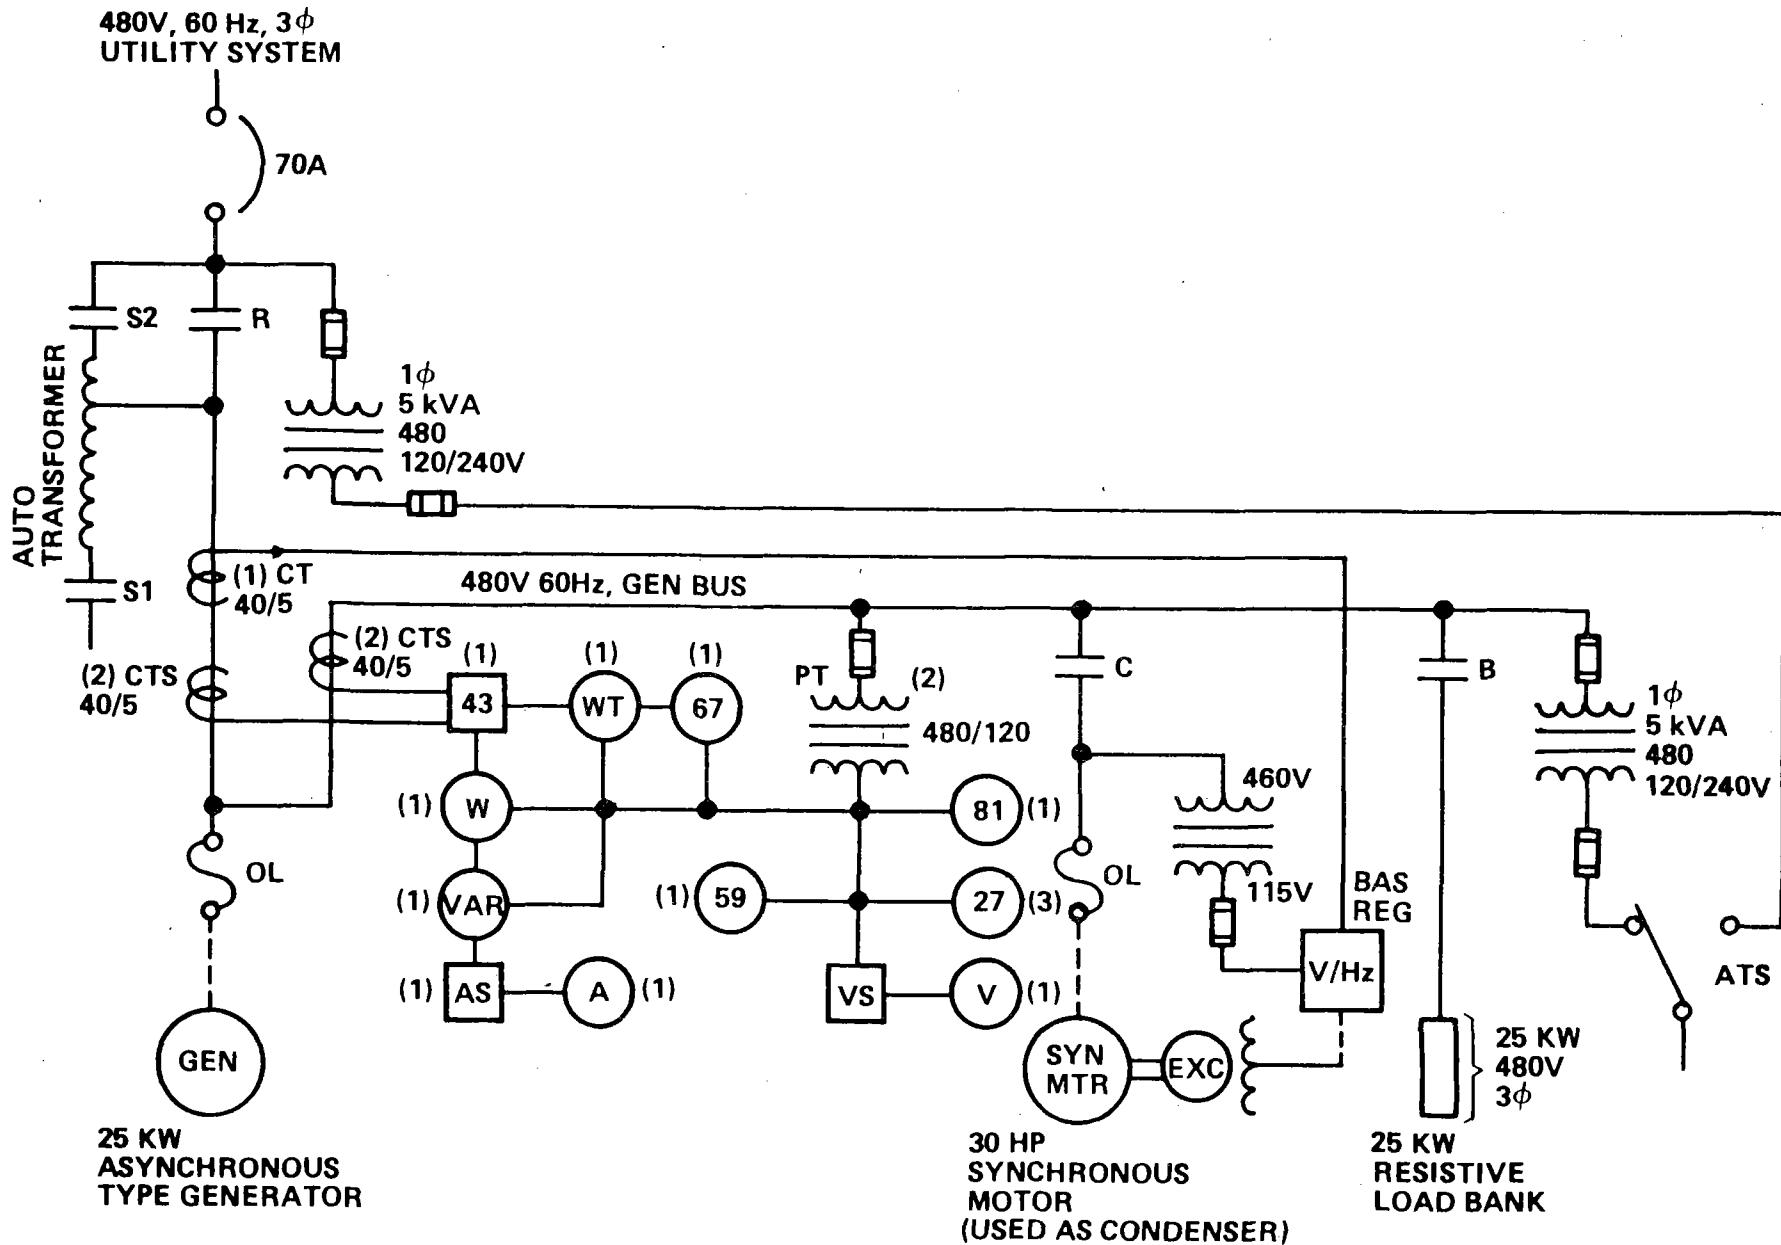 480V, 60 Hz, 3ϕ
UTILITY SYSTEM
70A
S2
R
AUTO
TRANSFORMER
1ϕ
5 kVA
480
120/240V
S1
(1) CT
40/5
480V 60Hz, GEN BUS
(2) CTS
40/5
(2) CTS
40/5
(1)
43
(1)
WT
(1)
67
PT
(2)
480/120
C
B
1ϕ
5 kVA
480
120/240V
460V
115V
(1)
W
81
(1)
OL
(1)
VAR
(1)
59
27
(3)
OL
BAS
REG
V/Hz
(1)
AS
A
(1)
VS
V
(1)
ATS
GEN
SYN
MTR
EXC
25 KW
480V
3ϕ
25 KW
ASYNCHRONOUS
TYPE GENERATOR
30 HP
SYNCHRONOUS
MOTOR
(USED AS CONDENSER)
25 KW
RESISTIVE
LOAD BANK